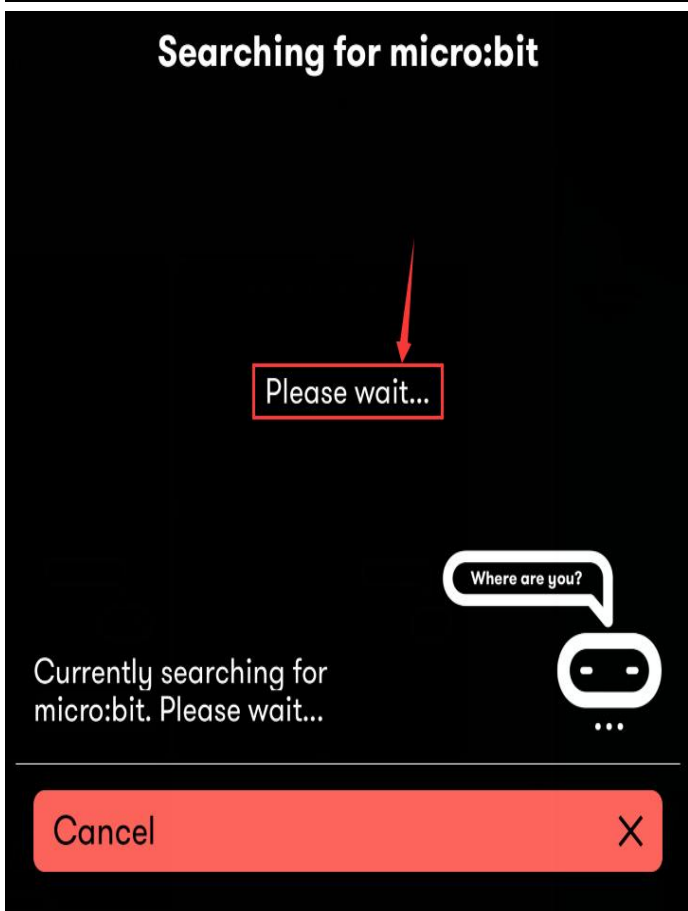 Searching for micro:bit
Please wait...
Where are you?
Currently searching for
micro:bit. Please wait...
Cancel X